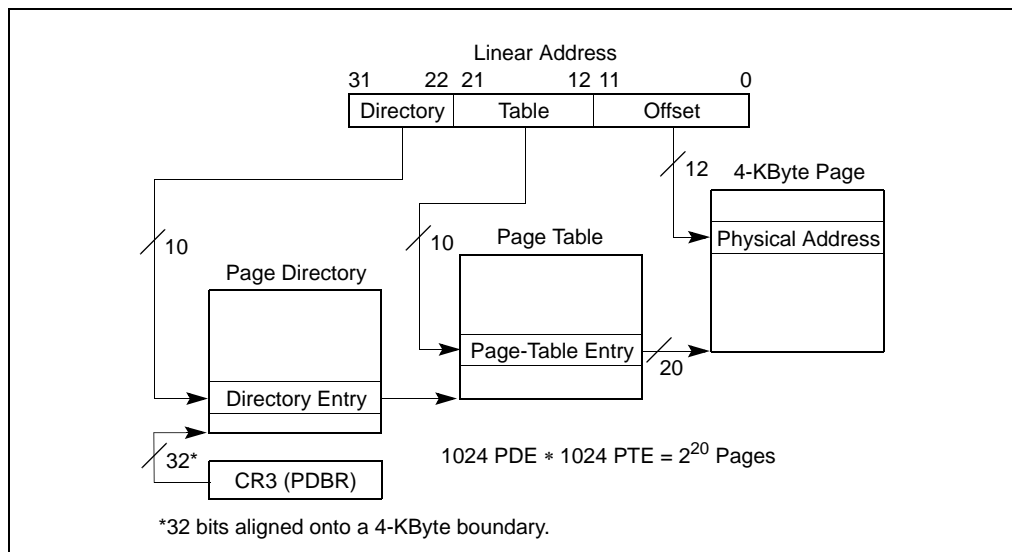 Linear Address
31 22 21 12 11 0
Directory Table Offset
12
4-KByte Page
Physical Address
10
10
Page Table
Page Directory
Page-Table Entry
20
Directory Entry
32*
CR3 (PDBR)
1024 PDE ∗ 1024 PTE = 2²⁰ Pages
*32 bits aligned onto a 4-KByte boundary.